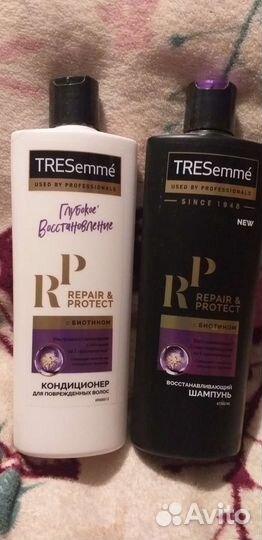 TRESemmé
USED BY PROFESSIONALS
Глубокое
Восстановление
RP
REPAIR &
PROTECT
С БИОТИНОМ
КОНДИЦИОНЕР
ДЛЯ ПОВРЕЖДЕННЫХ ВОЛОС
TRESemmé
USED BY PROFESSIONALS
SINCE 1948
NEW
RP
REPAIR &
PROTECT
С БИОТИНОМ
ВОССТАНАВЛИВАЮЩИЙ
ШАМПУНЬ
Avito